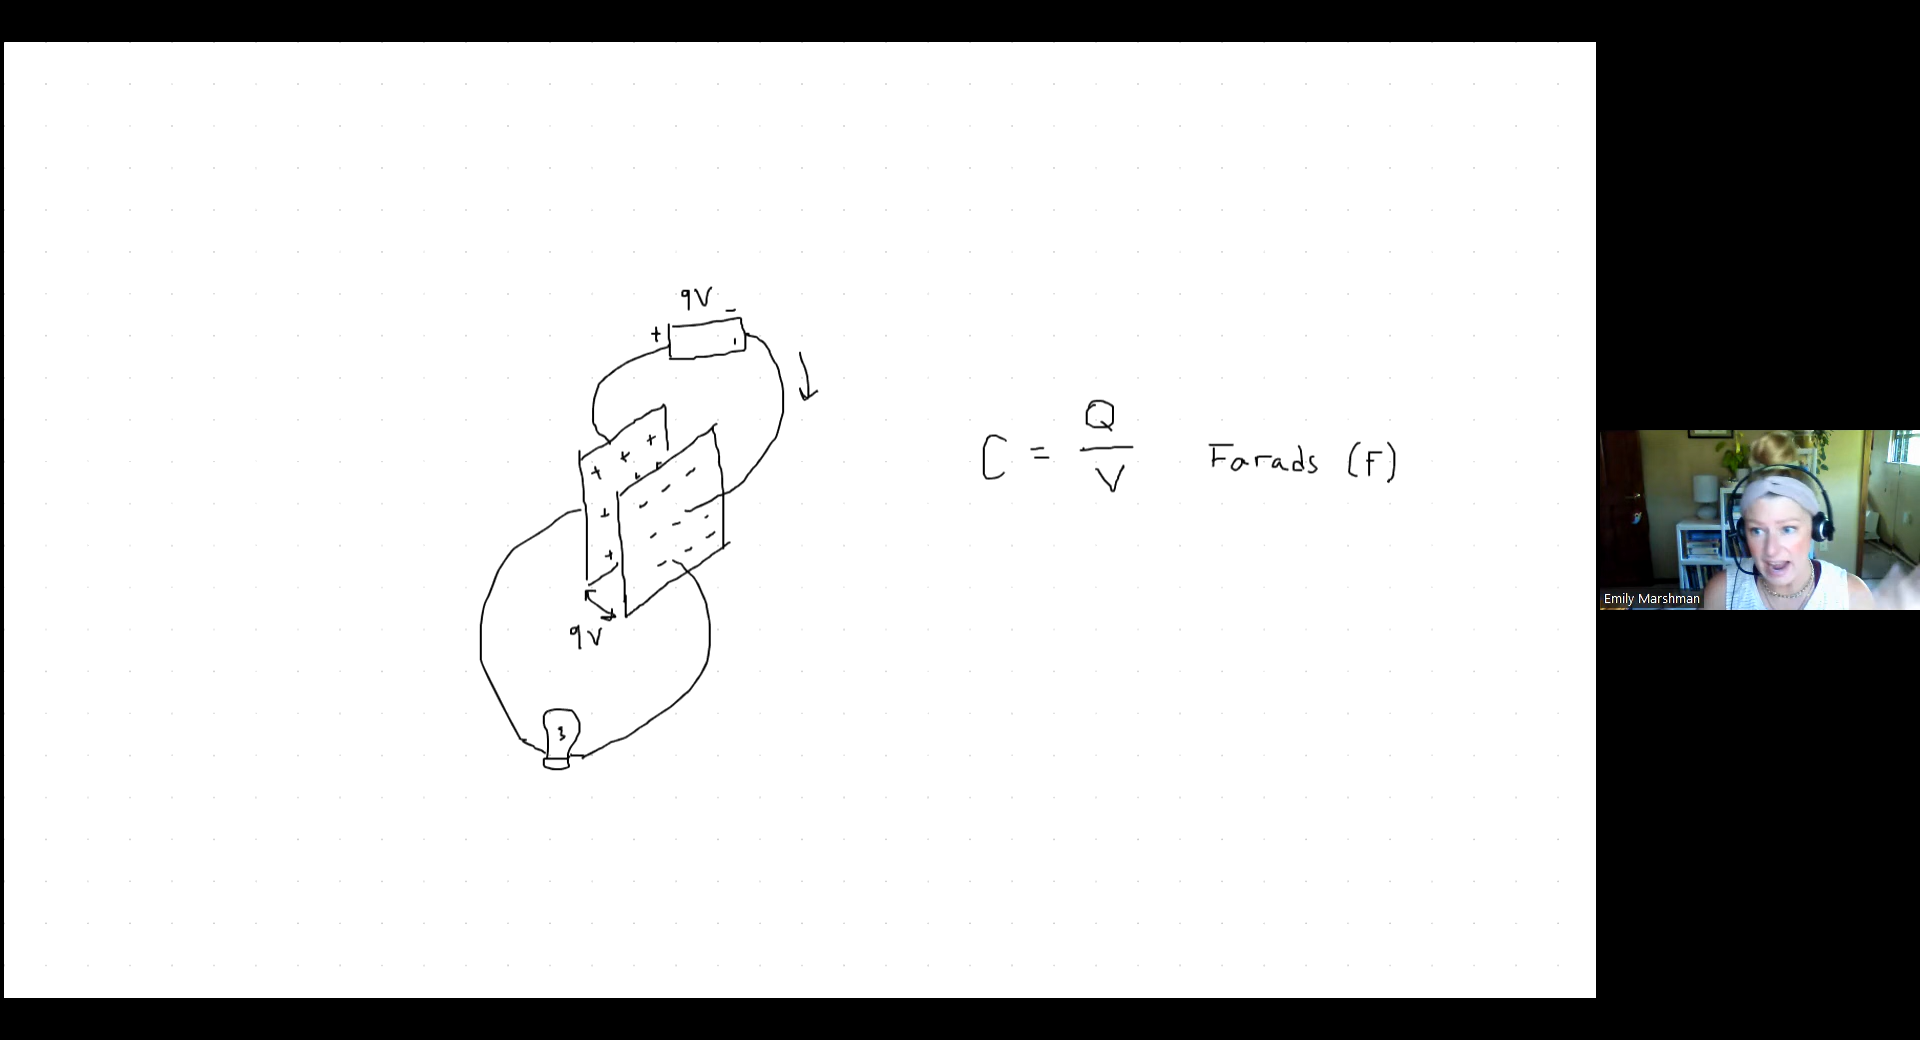 9V
+ -
C = Q/V Farads (F)
9V
Emily Marshman